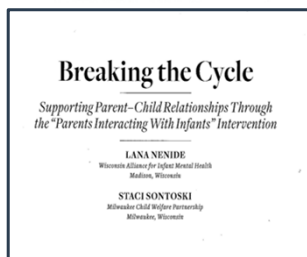 Breaking the Cycle
Supporting Parent–Child Relationships Through
the “Parents Interacting With Infants” Intervention
LANA NENIDE
Wisconsin Alliance for Infant Mental Health
Madison, Wisconsin
STACI SONTOSKI
Milwaukee Child Welfare Partnership
Milwaukee, Wisconsin